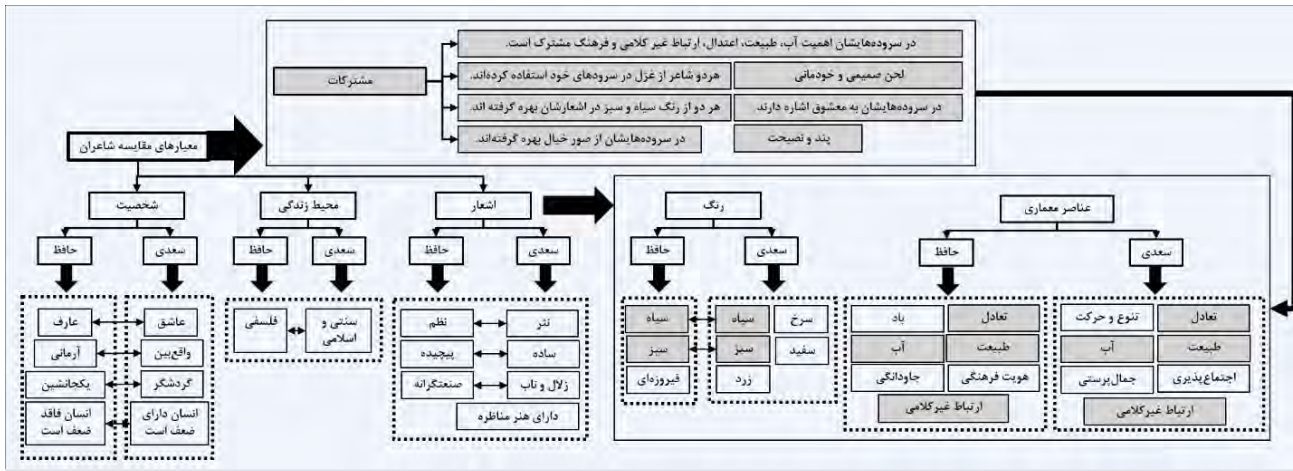 در سروده‌هایشان اهمیت آب، طبیعت، اعتدال، ارتباط غیر کلامی و فرهنگ مشترک است.
مشترکات
لحن صمیمی و خودمانی
هردو شاعر از غزل در سرودهای خود استفاده کرده‌اند.
در سروده‌هایشان به معشوق اشاره دارند.
هر دو از رنگ سیاه و سبز در اشعارشان بهره گرفته اند.
پند و نصیحت
در سروده‌هایشان از صور خیال بهره گرفته‌اند.
معیارهای مقایسه شاعران
اشعار
محیط زندگی
شخصیت
سعدی
حافظ
سعدی
حافظ
سعدی
حافظ
عاشق
عارف
واقع‌بین
آرمانی
گردشگر
یکجانشین
انسان دارای
ضعف است
انسان فاقد
ضعف است
سنتی و
اسلامی
فلسفی
نثر
نظم
ساده
پیچیده
زلال و ناب
صنعتگرانه
دارای هنر مناظره
عناصر معماری
رنگ
سعدی
حافظ
سعدی
حافظ
تعادل
تنوع و حرکت
طبیعت
آب
اجتماع‌پذیری
جمال‌پرستی
ارتباط غیرکلامی
تعادل
باد
طبیعت
آب
هویت فرهنگی
جاودانگی
ارتباط غیرکلامی
سرخ
سیاه
سفید
سبز
زرد
سیاه
سبز
فیروزه‌ای